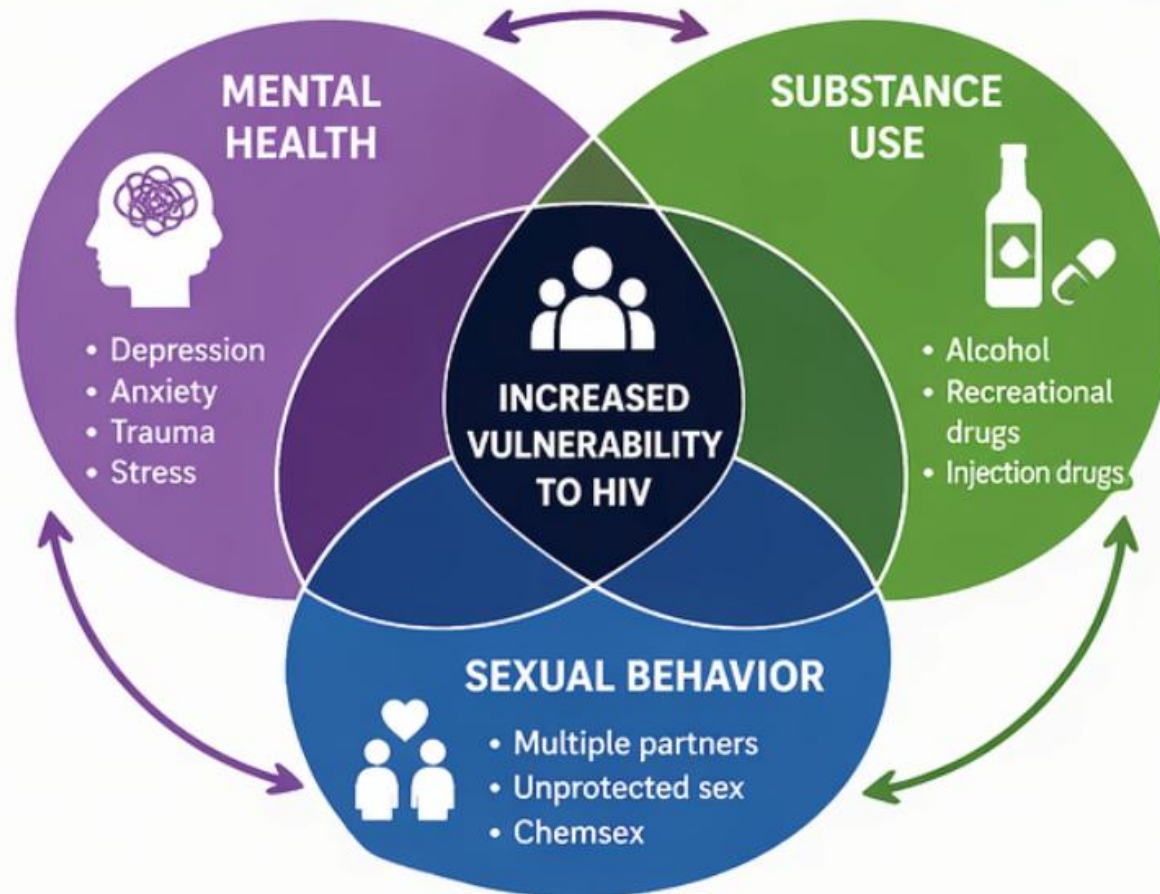 MENTAL
HEALTH
• Depression
• Anxiety
• Trauma
• Stress
SUBSTANCE
USE
• Alcohol
• Recreational
drugs
• Injection drugs
INCREASED
VULNERABILITY
TO HIV
SEXUAL BEHAVIOR
• Multiple partners
• Unprotected sex
• Chemsex